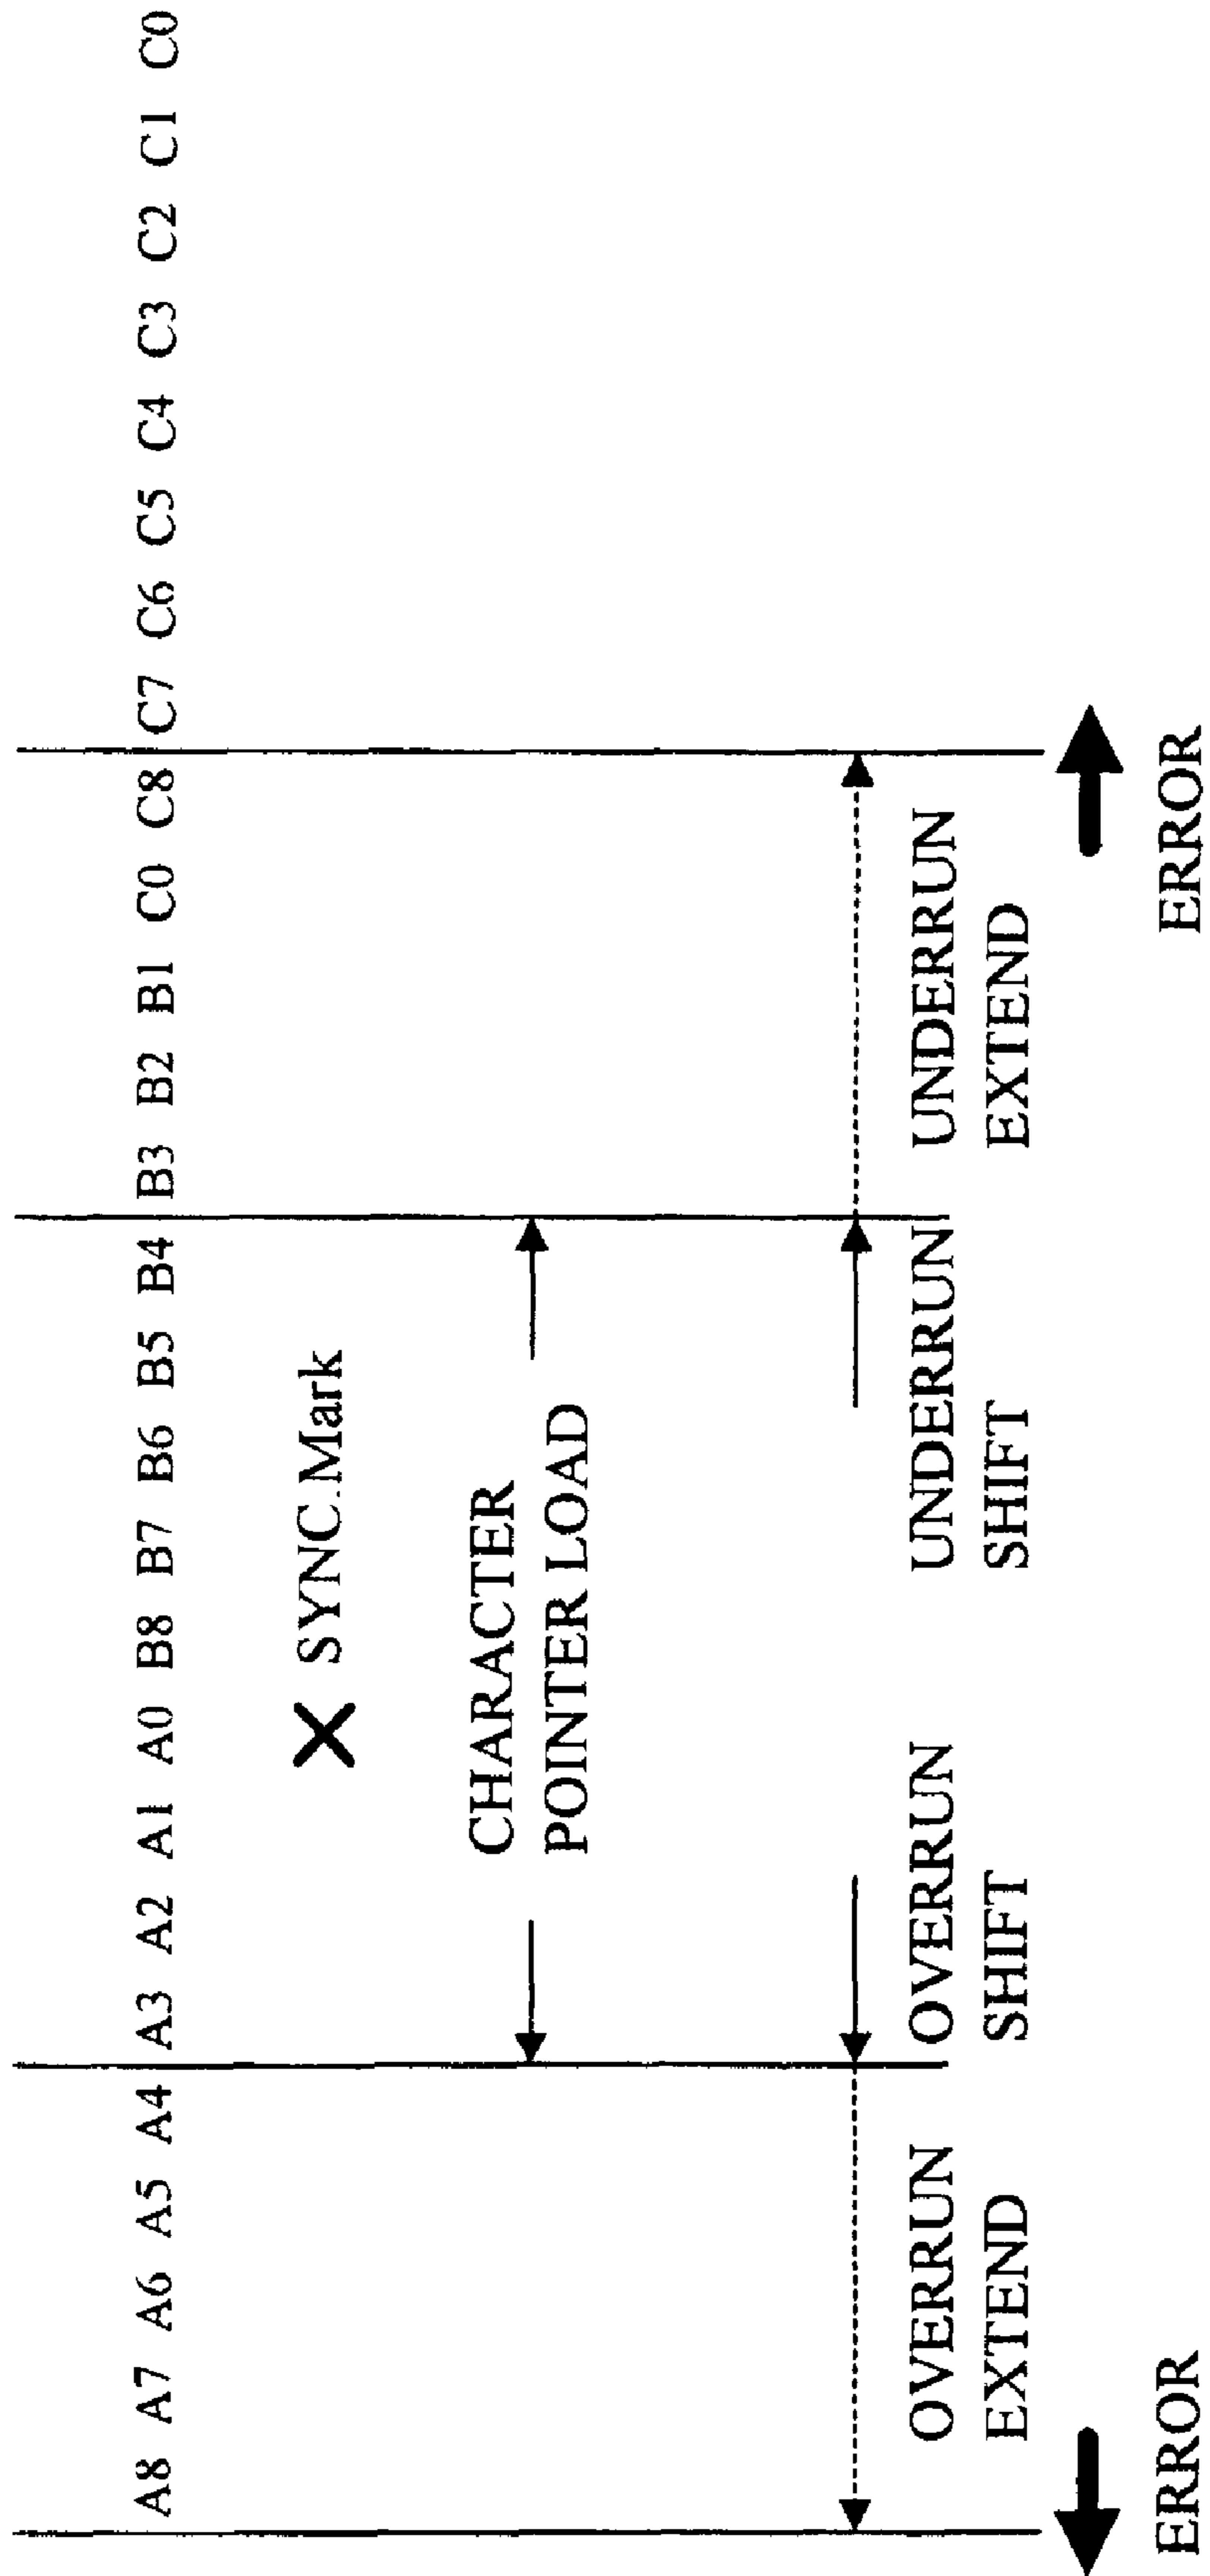 A8 A7 A6 A5 A4 A3 A2 A1 A0 B8 B7 B6 B5 B4 B3 B2 B1 C0 C8 C7 C6 C5 C4 C3 C2 C1 C0
SYNC.Mark
CHARACTER
POINTER LOAD
OVERRUN
EXTEND
OVERRUN
SHIFT
UNDERRUN
SHIFT
UNDERRUN
EXTEND
ERROR
ERROR